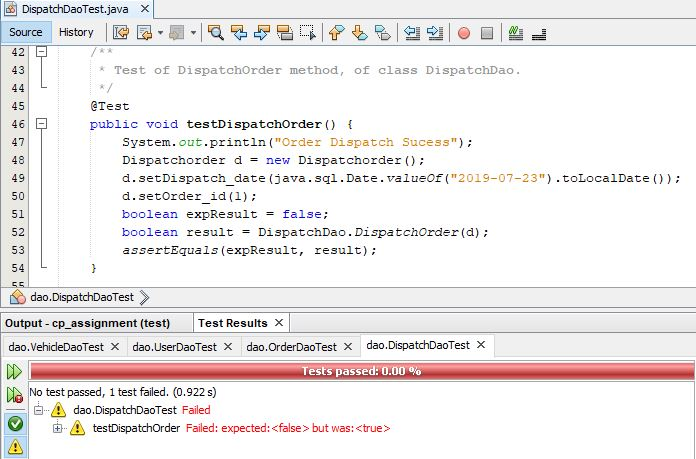 DispatchDaoTest.java
Source History
42 /**
43 * Test of DispatchOrder method, of class DispatchDao.
44 */
45 @Test
46 public void testDispatchOrder() {
47 System.out.println("Order Dispatch Sucess");
48 Dispatchorder d = new Dispatchorder();
49 d.setDispatch_date(java.sql.Date.valueOf("2019-07-23").toLocalDate());
50 d.setOrder_id(1);
51 boolean expResult = false;
52 boolean result = DispatchDao.DispatchOrder(d);
53 assertEquals(expResult, result);
54 }
55
dao.DispatchDaoTest
Output - cp_assignment (test) Test Results
dao.VehicleDaoTest dao.UserDaoTest dao.OrderDaoTest dao.DispatchDaoTest
Tests passed: 0.00 %
No test passed, 1 test failed. (0.922 s)
dao.DispatchDaoTest Failed
testDispatchOrder Failed: expected:<false> but was:<true>